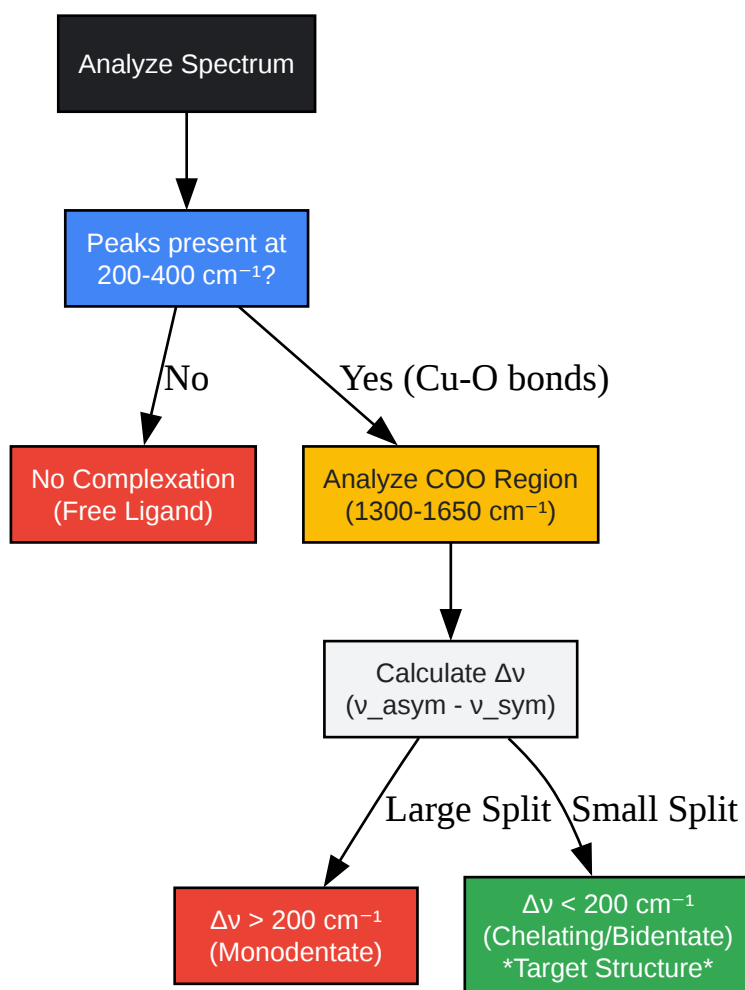 Analyze Spectrum
Peaks present at
200-400 cm⁻¹?
No
Yes (Cu-O bonds)
No Complexation
(Free Ligand)
Analyze COO Region
(1300-1650 cm⁻¹)
Calculate Δν
(ν_asym - ν_sym)
Large Split
Small Split
Δν > 200 cm⁻¹
(Monodentate)
Δν < 200 cm⁻¹
(Chelating/Bidentate)
*Target Structure*